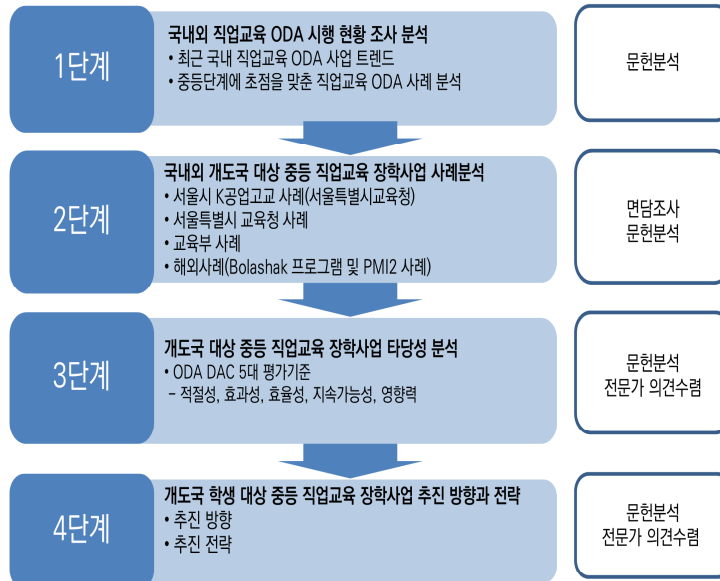 1단계
국내외 직업교육 ODA 시행 현황 조사 분석
• 최근 국내 직업교육 ODA 사업 트렌드
• 중등단계에 초점을 맞춘 직업교육 ODA 사례 분석
문헌분석
2단계
국내외 개도국 대상 중등 직업교육 장학사업 사례분석
• 서울시 K공업고교 사례(서울특별시교육청)
• 서울특별시 교육청 사례
• 교육부 사례
• 해외사례(Bolashak 프로그램 및 PMI2 사례)
면담조사
문헌분석
3단계
개도국 대상 중등 직업교육 장학사업 타당성 분석
• ODA DAC 5대 평가기준
– 적절성, 효과성, 효율성, 지속가능성, 영향력
문헌분석
전문가 의견수렴
4단계
개도국 학생 대상 중등 직업교육 장학사업 추진 방향과 전략
• 추진 방향
• 추진 전략
문헌분석
전문가 의견수렴